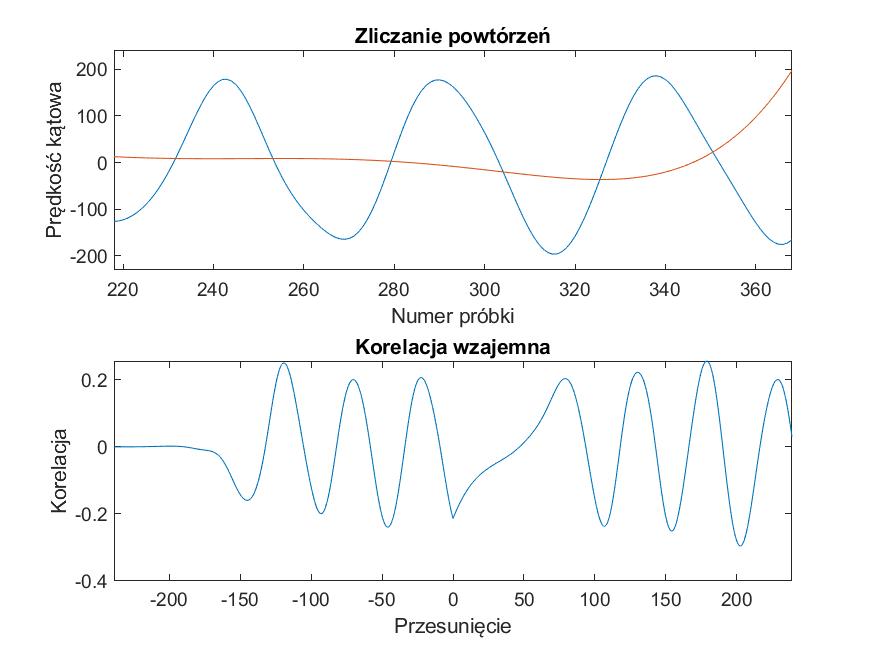 Zliczanie powtórzeń
Prędkość kątowa
200
100
0
-100
-200
220 240 260 280 300 320 340 360
Numer próbki
Korelacja wzajemna
Korelacja
0.2
0
-0.2
-0.4
-200 -150 -100 -50 0 50 100 150 200
Przesunięcie